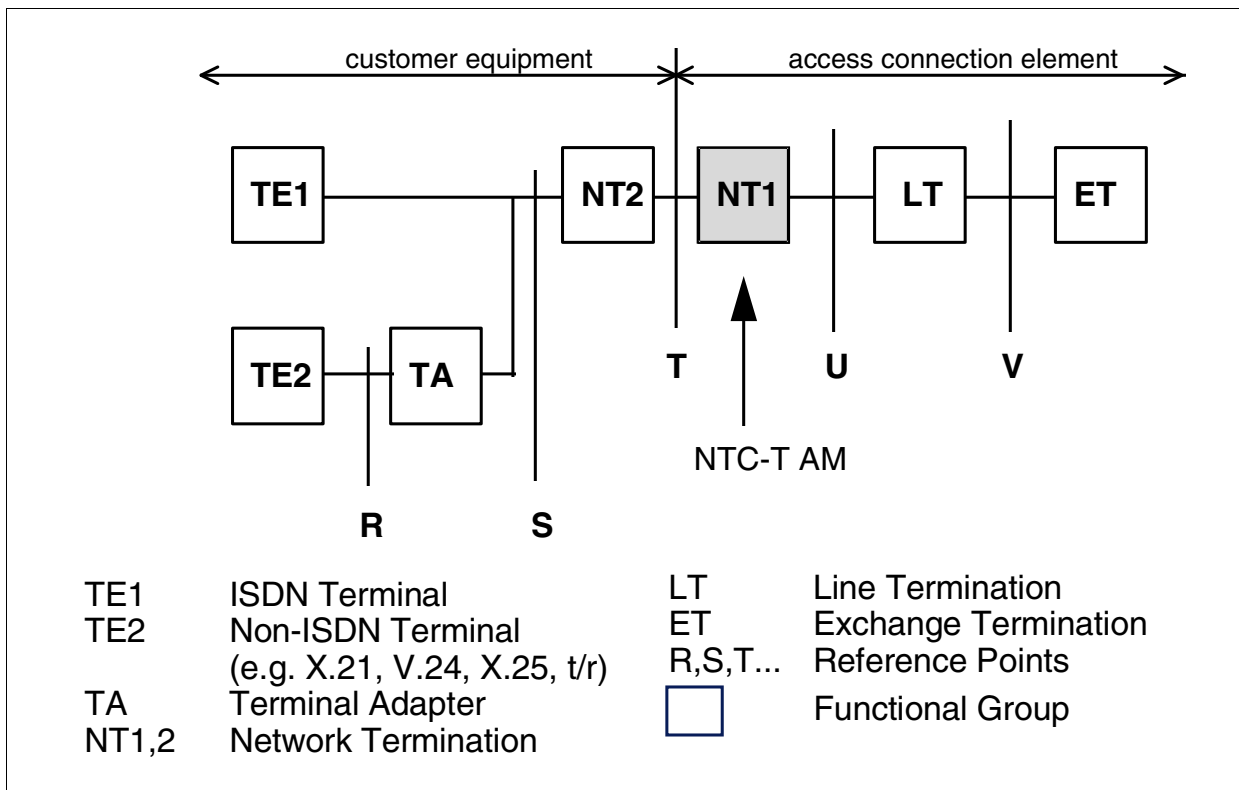 customer equipment
access connection element
TE1
NT2
NT1
LT
ET
TE2
TA
T
U
V
NTC-T AM
R
S
TE1 ISDN Terminal
TE2 Non-ISDN Terminal
(e.g. X.21, V.24, X.25, t/r)
TA Terminal Adapter
NT1,2 Network Termination
LT Line Termination
ET Exchange Termination
R,S,T... Reference Points
Functional Group